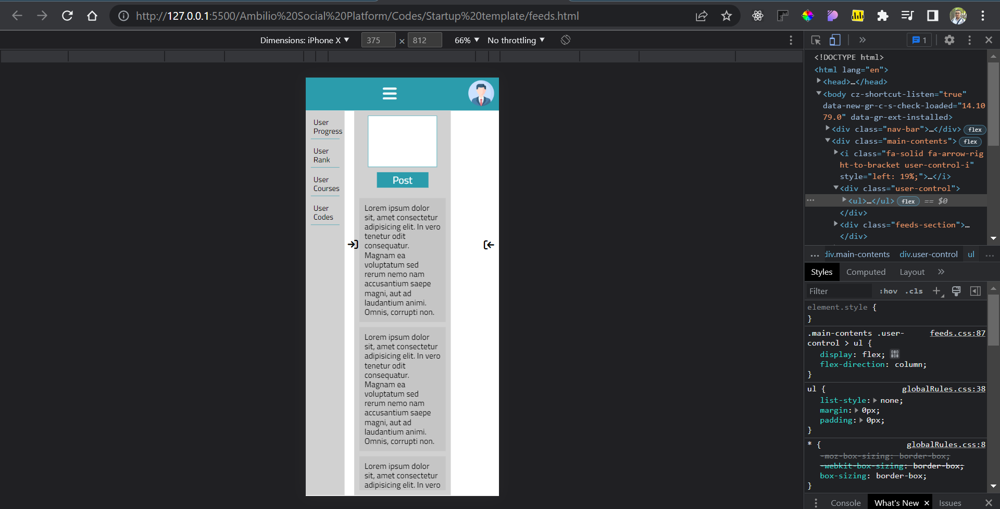 http://127.0.0.1:5500/Ambilio%20Social%20Platform/Codes/Startup%20template/feeds.html
Dimensions: iPhone X ▼ 375 × 812 66% ▼ No throttling ▼
User
Progress
User
Rank
User
Courses
User
Codes
Post
Lorem ipsum dolor
sit, amet consectetur
adipisicing elit. In vero
tenetur odit
consequatur.
Magnam ea
voluptatum sed
rerum nemo nam
accusantium saepe
magni, aut ad
laudantium animi.
Omnis, corrupti non.
Lorem ipsum dolor
sit, amet consectetur
adipisicing elit. In vero
tenetur odit
consequatur.
Magnam ea
voluptatum sed
rerum nemo nam
accusantium saepe
magni, aut ad
laudantium animi.
Omnis, corrupti non.
Lorem ipsum dolor
sit, amet consectetur
adipisicing elit. In vero
1
<!DOCTYPE html>
<html lang="en">
<head>…</head>
<body cz-shortcut-listen="true"
data-new-gr-c-s-check-loaded="14.10
79.0" data-gr-ext-installed>
<div class="nav-bar">…</div> flex
<div class="main-contents"> flex
<i class="fa-solid fa-arrow-rig
ht-to-bracket user-control-i"
style="left: 19%;">…</i>
<div class="user-control">
<ul>…</ul> flex == $0
</div>
<div class="feeds-section">…
</div>
… div.main-contents div.user-control ul …
Styles Computed Layout
Filter :hov .cls
element.style {
}
.main-contents .user- feeds.css:87
control > ul {
display: flex;
flex-direction: column;
}
ul { globalRules.css:38
list-style: none;
margin: 0px;
padding: 0px;
}
* { globalRules.css:8
-moz-box-sizing: border-box;
-webkit-box-sizing: border-box;
box-sizing: border-box;
}
Console What's New × Issues